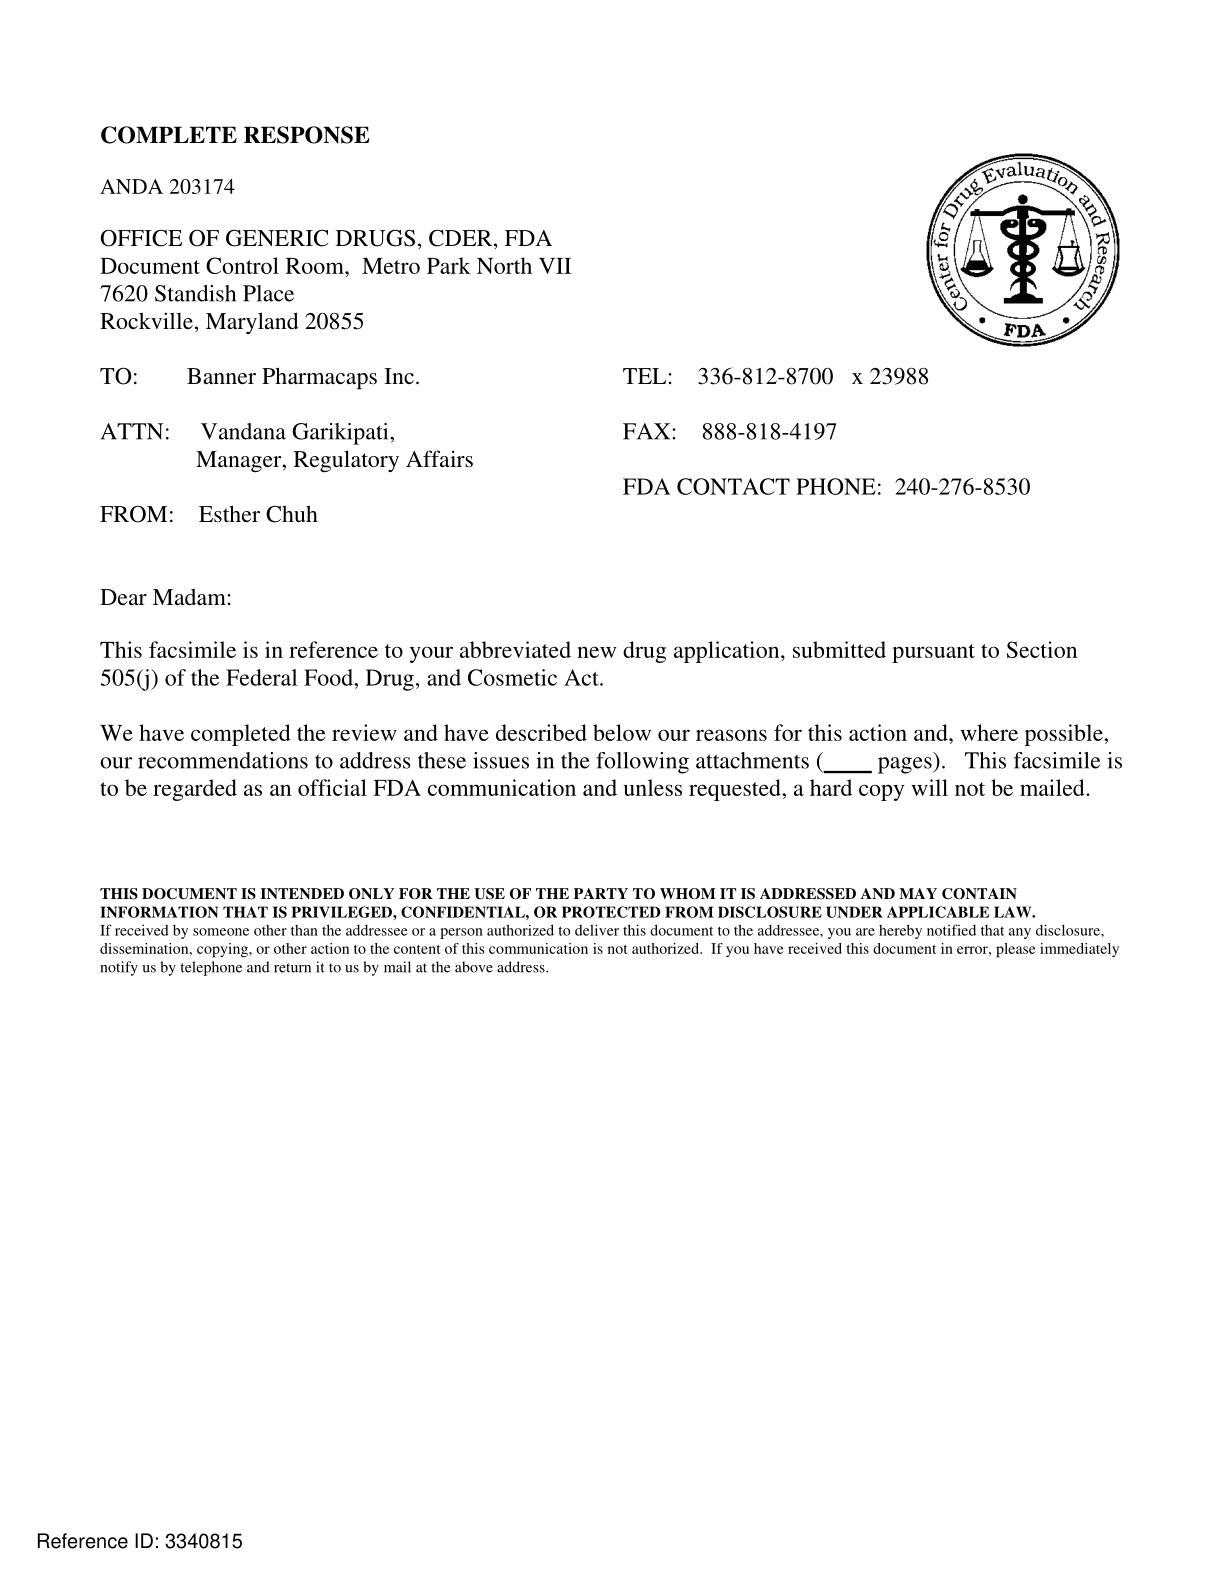 COMPLETE RESPONSE
ANDA 203174
OFFICE OF GENERIC DRUGS, CDER, FDA
Document Control Room,  Metro Park North VII
7620 Standish Place
Rockville, Maryland 20855
Center for Drug Evaluation and Research
• FDA •
TO: Banner Pharmacaps Inc.
TEL: 336-812-8700 x 23988
ATTN: Vandana Garikipati,
Manager, Regulatory Affairs
FAX: 888-818-4197
FDA CONTACT PHONE: 240-276-8530
FROM: Esther Chuh
Dear Madam:
This facsimile is in reference to your abbreviated new drug application, submitted pursuant to Section
505(j) of the Federal Food, Drug, and Cosmetic Act.
We have completed the review and have described below our reasons for this action and, where possible,
our recommendations to address these issues in the following attachments (____ pages).   This facsimile is
to be regarded as an official FDA communication and unless requested, a hard copy will not be mailed.
THIS DOCUMENT IS INTENDED ONLY FOR THE USE OF THE PARTY TO WHOM IT IS ADDRESSED AND MAY CONTAIN
INFORMATION THAT IS PRIVILEGED, CONFIDENTIAL, OR PROTECTED FROM DISCLOSURE UNDER APPLICABLE LAW.
If received by someone other than the addressee or a person authorized to deliver this document to the addressee, you are hereby notified that any disclosure,
dissemination, copying, or other action to the content of this communication is not authorized.  If you have received this document in error, please immediately
notify us by telephone and return it to us by mail at the above address.
Reference ID: 3340815